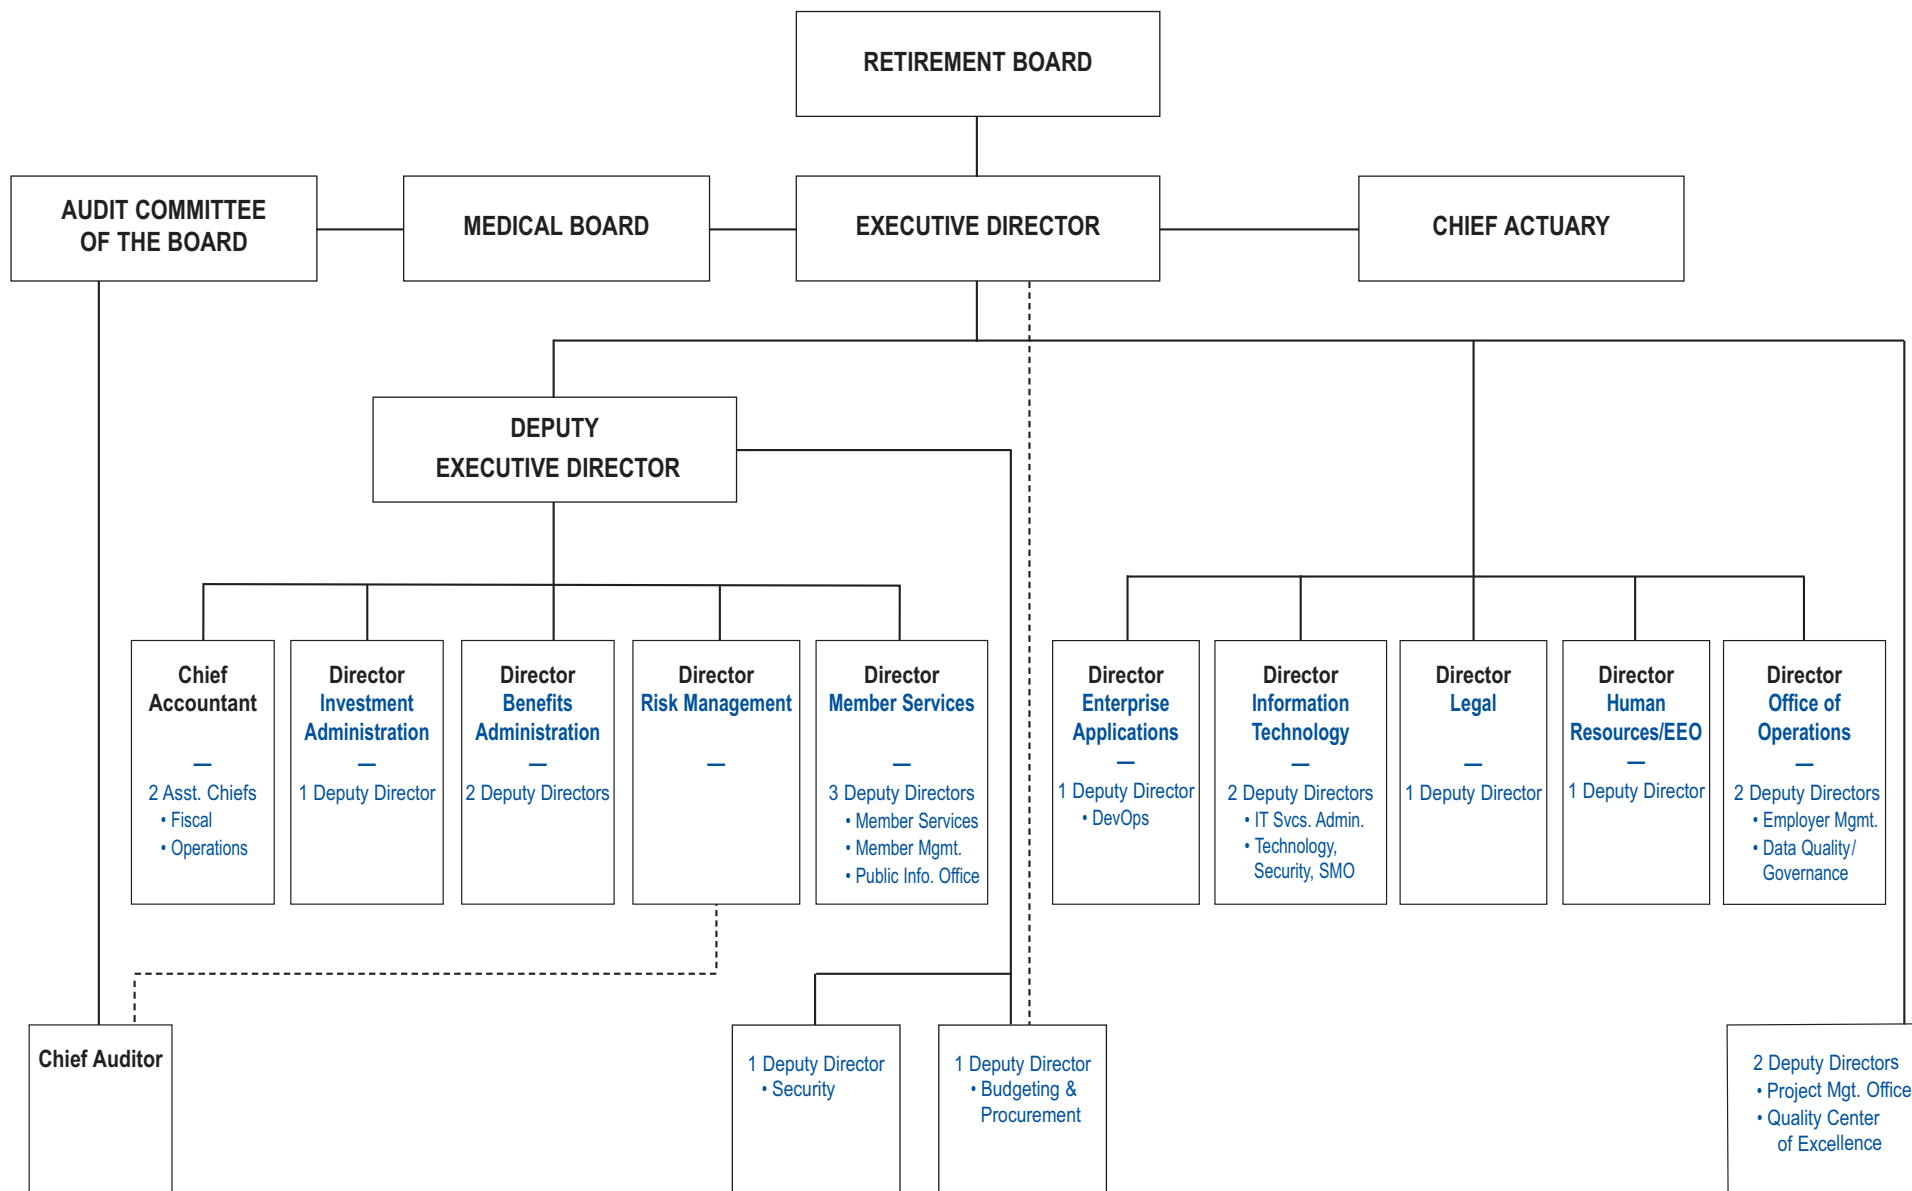 RETIREMENT BOARD
AUDIT COMMITTEE
OF THE BOARD
MEDICAL BOARD
EXECUTIVE DIRECTOR
CHIEF ACTUARY
DEPUTY
EXECUTIVE DIRECTOR
Chief
Accountant
—
2 Asst. Chiefs
• Fiscal
• Operations
Director
Investment
Administration
—
1 Deputy Director
Director
Benefits
Administration
—
2 Deputy Directors
Director
Risk Management
—
Director
Member Services
—
3 Deputy Directors
• Member Services
• Member Mgmt.
• Public Info. Office
Director
Enterprise
Applications
—
1 Deputy Director
• DevOps
Director
Information
Technology
—
2 Deputy Directors
• IT Svcs. Admin.
• Technology,
Security, SMO
Director
Legal
—
1 Deputy Director
Director
Human
Resources/EEO
—
1 Deputy Director
Director
Office of
Operations
—
2 Deputy Directors
• Employer Mgmt.
• Data Quality/
Governance
Chief Auditor
1 Deputy Director
• Security
1 Deputy Director
• Budgeting &
Procurement
2 Deputy Directors
• Project Mgt. Office
• Quality Center
of Excellence